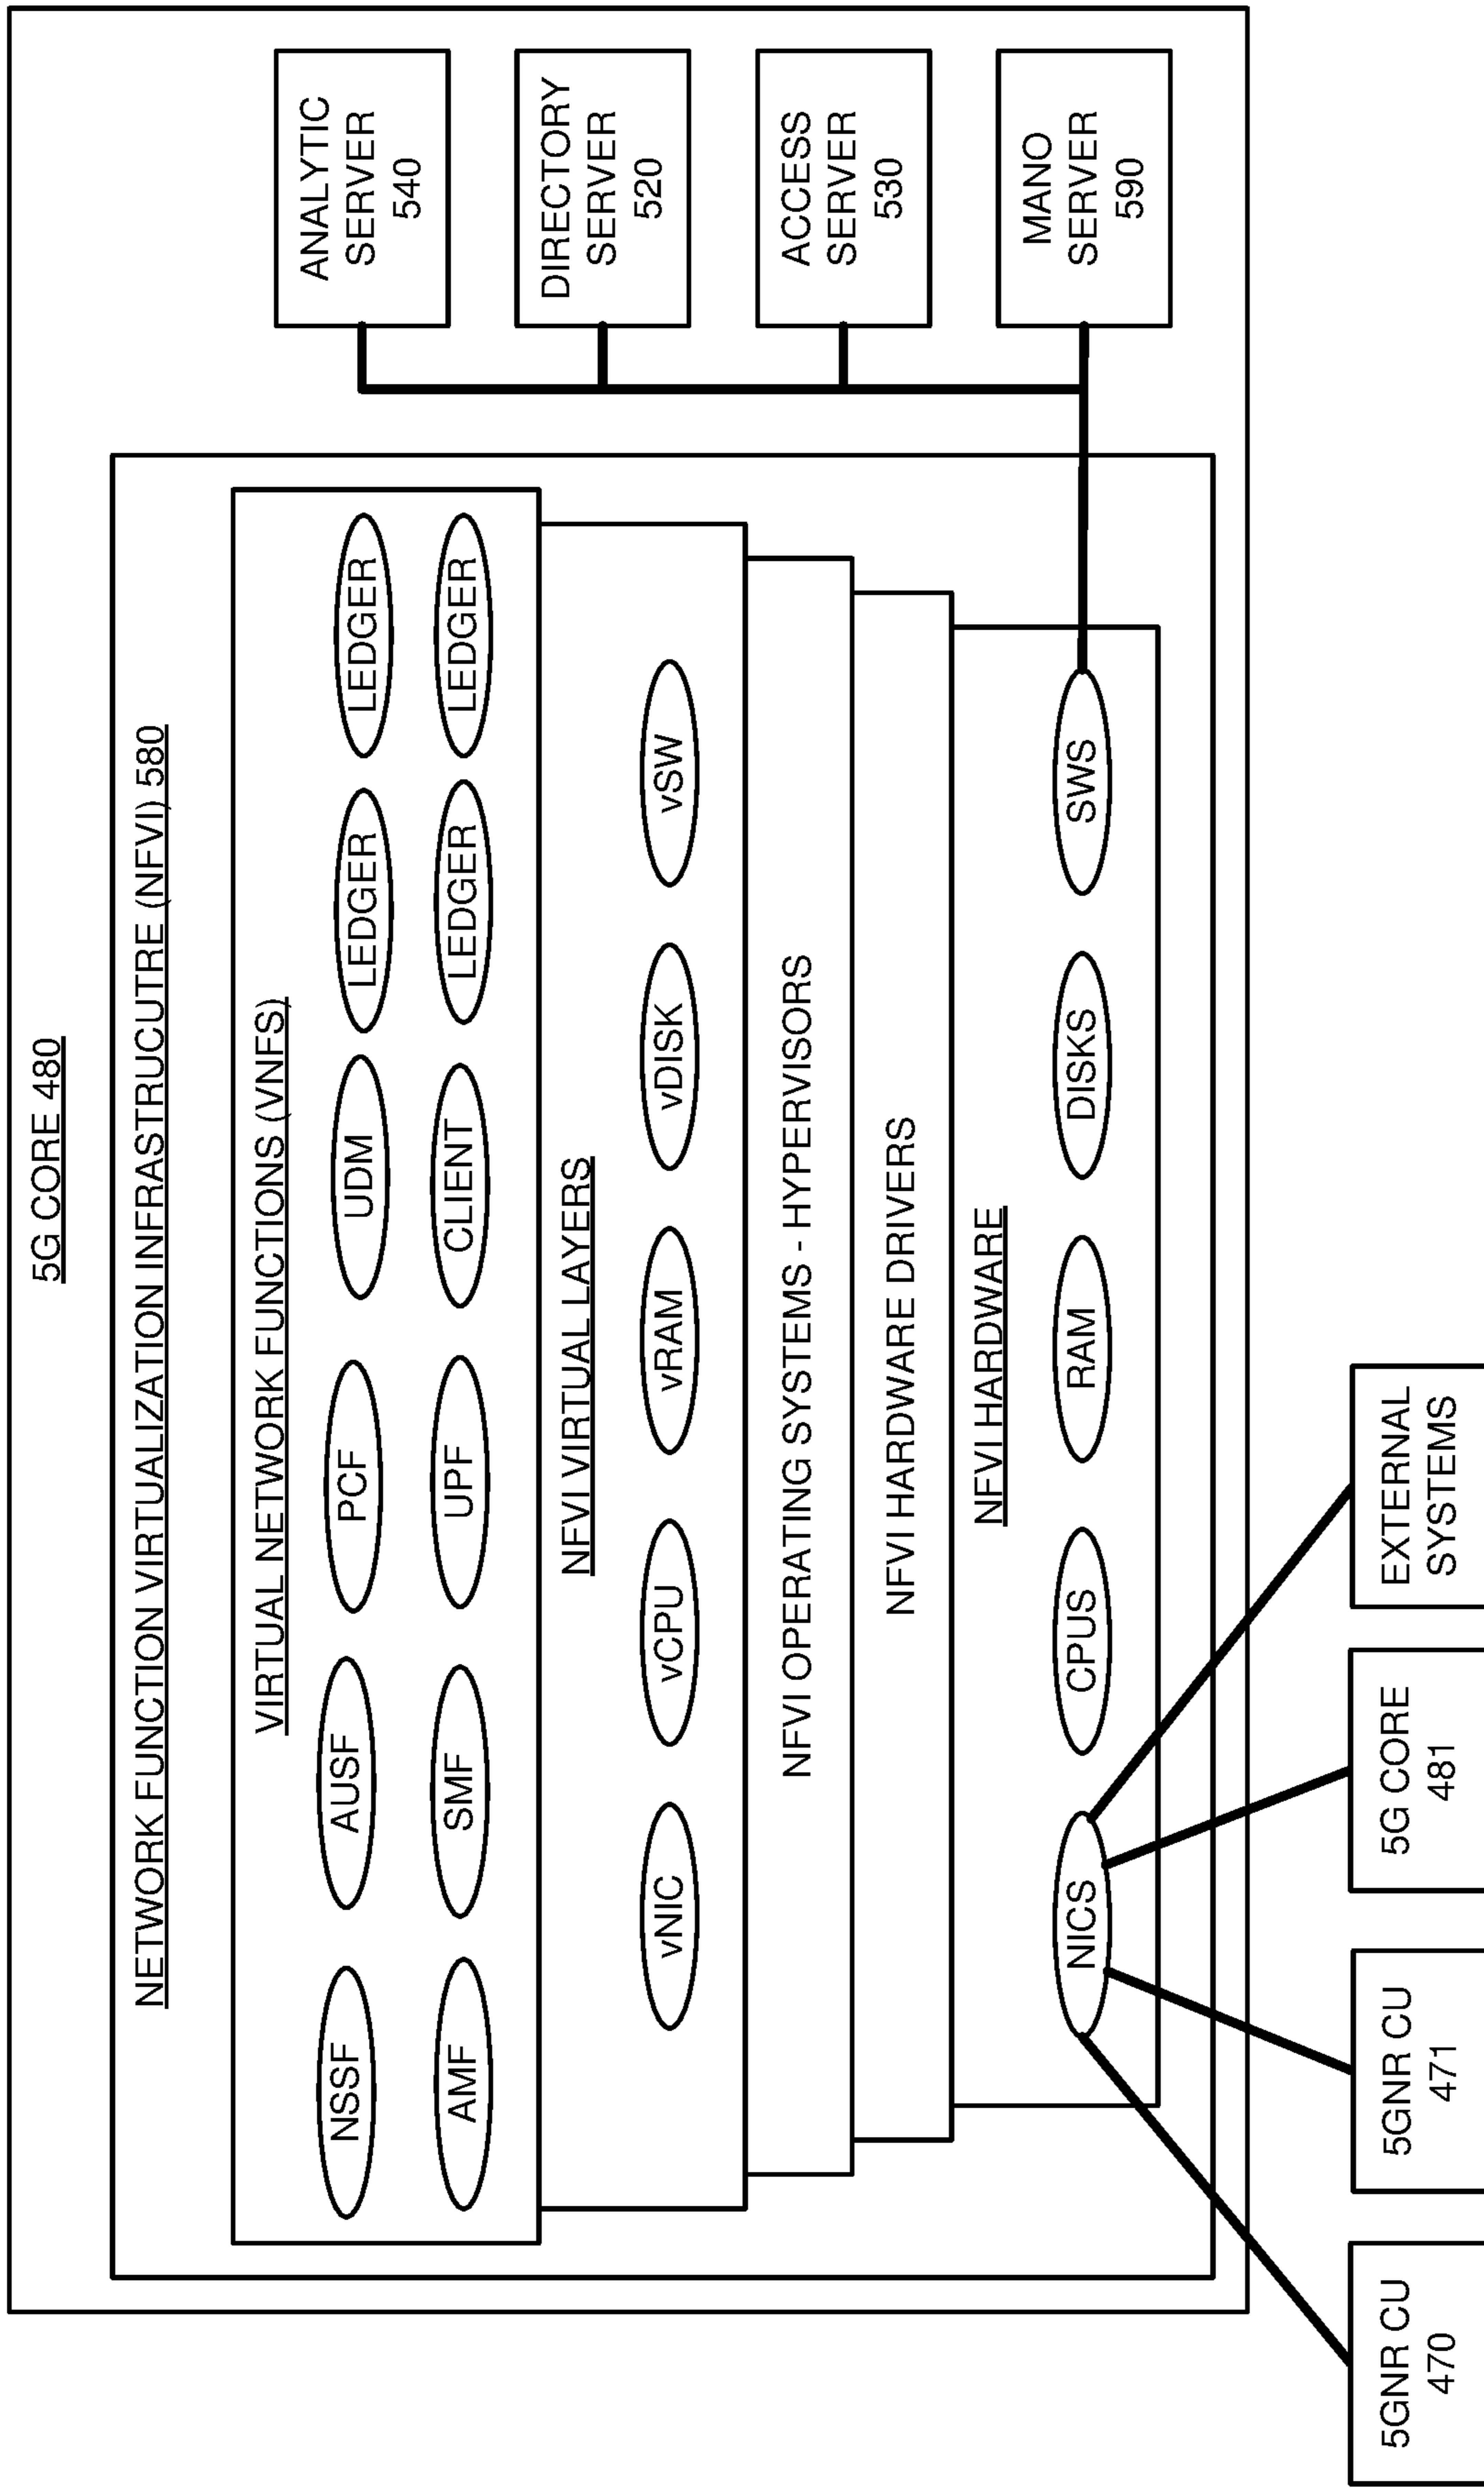 5G CORE 480
NETWORK FUNCTION VIRTUALIZATION INFRASTRUCUTRE (NFVI) 580
VIRTUAL NETWORK FUNCTIONS (VNFS)
NSSF
AUSF
PCF
UDM
LEDGER
LEDGER
AMF
SMF
UPF
CLIENT
LEDGER
LEDGER
NFVI VIRTUAL LAYERS
vNIC
vCPU
vRAM
vDISK
vSW
NFVI OPERATING SYSTEMS - HYPERVISORS
NFVI HARDWARE DRIVERS
NFVI HARDWARE
NICS
CPUS
RAM
DISKS
SWS
ANALYTIC
SERVER
540
DIRECTORY
SERVER
520
ACCESS
SERVER
530
MANO
SERVER
590
5GNR CU
470
5GNR CU
471
5G CORE
481
EXTERNAL
SYSTEMS